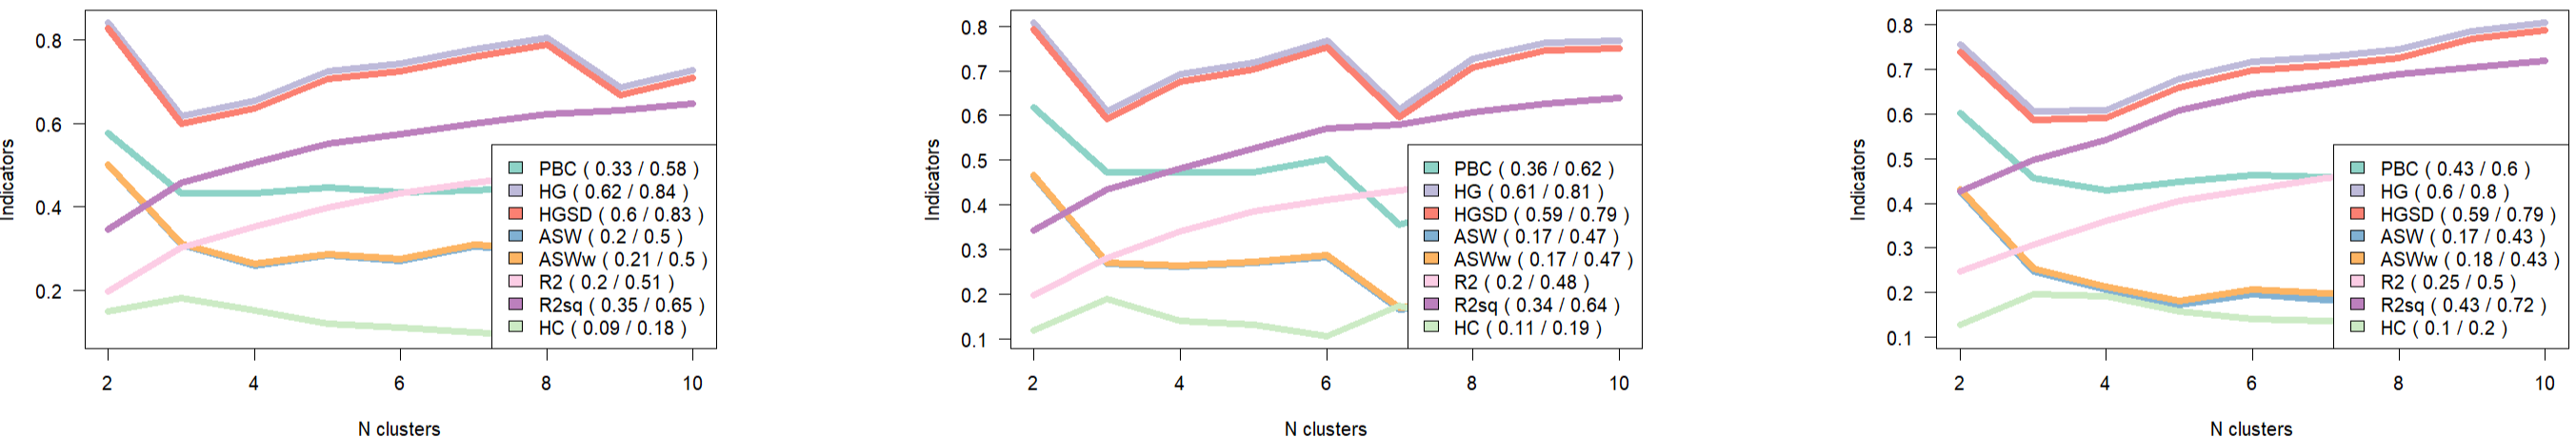 Indicators
0.8
0.6
0.4
0.2
PBC ( 0.33 / 0.58 )
HG ( 0.62 / 0.84 )
HGSD ( 0.6 / 0.83 )
ASW ( 0.2 / 0.5 )
ASWw ( 0.21 / 0.5 )
R2 ( 0.2 / 0.51 )
R2sq ( 0.35 / 0.65 )
HC ( 0.09 / 0.18 )
2 4 6 8 10
N clusters
Indicators
0.8
0.7
0.6
0.5
0.4
0.3
0.2
0.1
PBC ( 0.36 / 0.62 )
HG ( 0.61 / 0.81 )
HGSD ( 0.59 / 0.79 )
ASW ( 0.17 / 0.47 )
ASWw ( 0.17 / 0.47 )
R2 ( 0.2 / 0.48 )
R2sq ( 0.34 / 0.64 )
HC ( 0.11 / 0.19 )
2 4 6 8 10
N clusters
Indicators
0.8
0.7
0.6
0.5
0.4
0.3
0.2
0.1
PBC ( 0.43 / 0.6 )
HG ( 0.6 / 0.8 )
HGSD ( 0.59 / 0.79 )
ASW ( 0.17 / 0.43 )
ASWw ( 0.18 / 0.43 )
R2 ( 0.25 / 0.5 )
R2sq ( 0.43 / 0.72 )
HC ( 0.1 / 0.2 )
2 4 6 8 10
N clusters